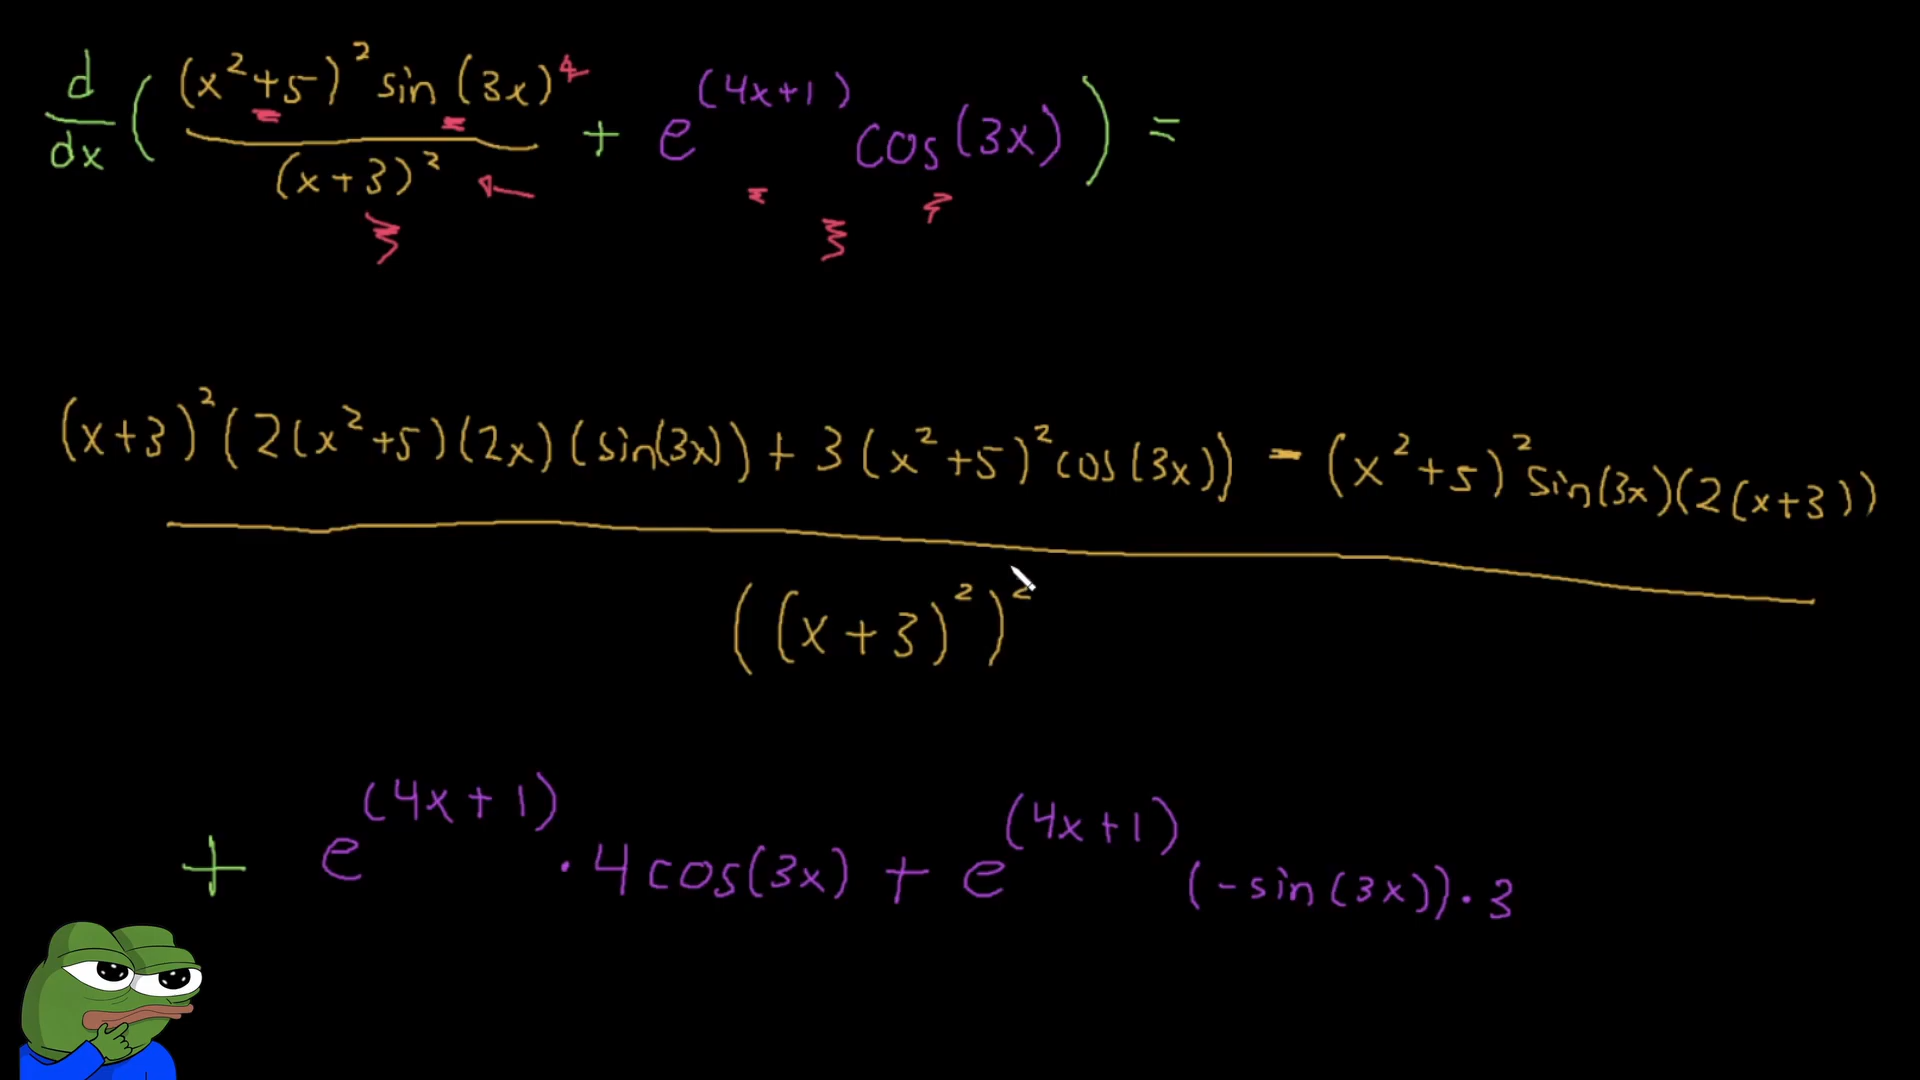 d/dx ( (x²+5)² sin (3x) / (x+3)² + e^(4x+1) cos(3x) ) =
(x+3)² (2(x²+5)(2x)(sin(3x)) + 3(x²+5)² cos(3x)) - (x²+5)² sin(3x)(2(x+3))
((x+3)²)²
+ e^(4x+1) · 4cos(3x) + e^(4x+1) (-sin(3x)) · 3